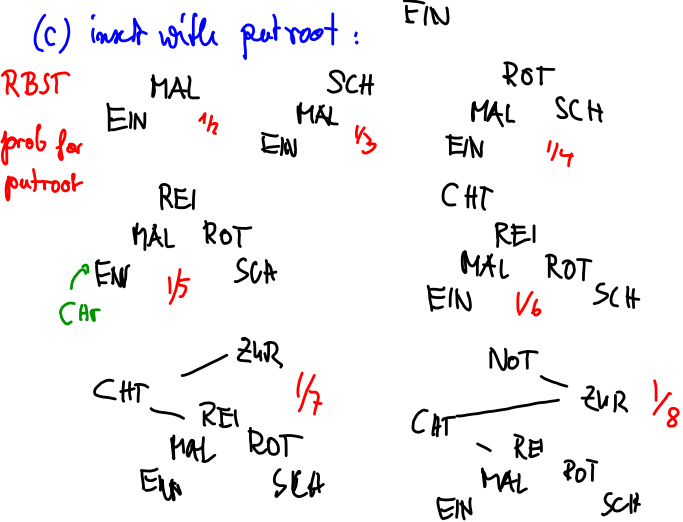 EIN
(c) insert with putroot :
RBST
prob for
putroot
MAL
EIN 1/2
SCH
MAL
EIN 1/3
ROT
MAL SCH
EIN 1/4
REI
MAL ROT
EIN 1/5 SCH
CHT
CHT
REI
MAL ROT
EIN 1/6 SCH
ZUR
CHT 1/7
REI
MAL ROT
EIN SCH
NOT
ZUR 1/8
CHT
REI
MAL ROT
EIN SCH